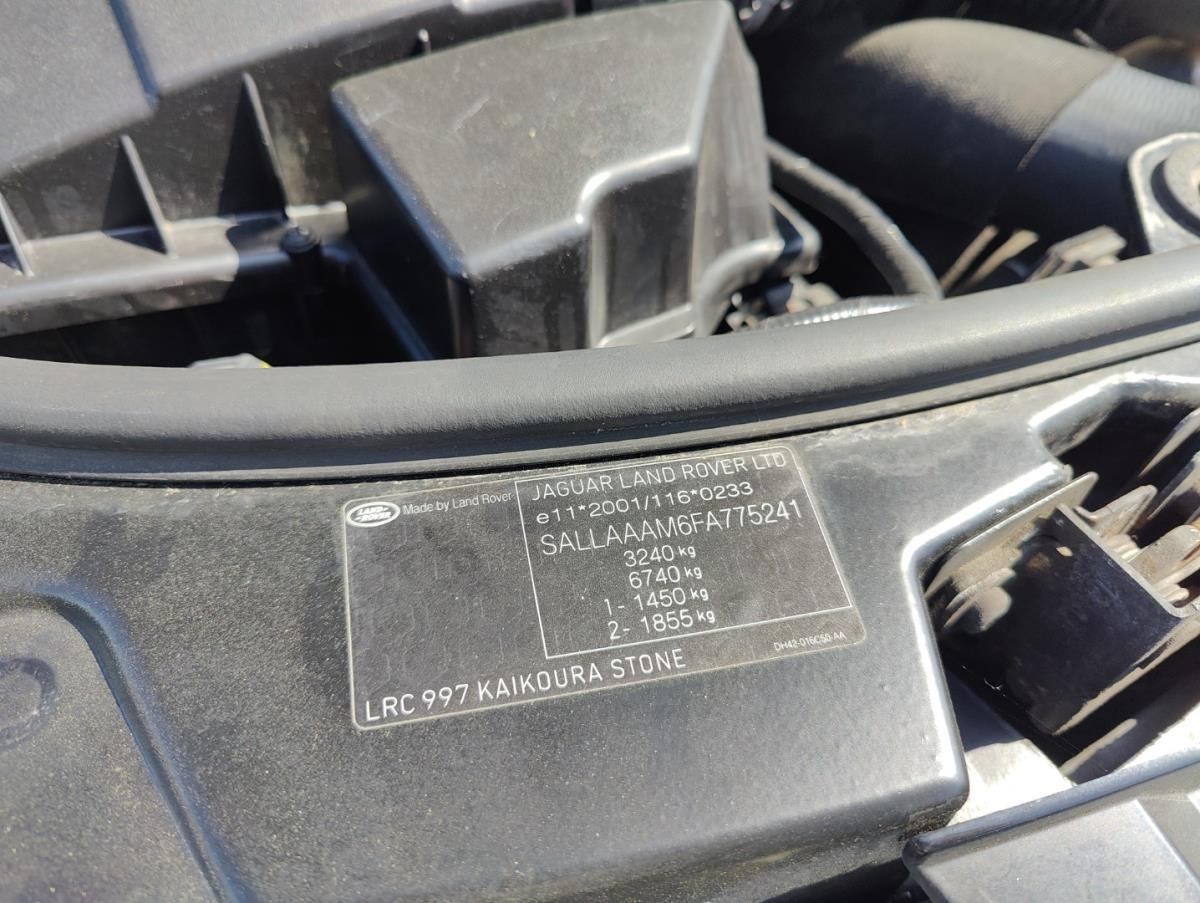 LAND-
ROVER
Made by Land Rover
JAGUAR LAND ROVER LTD
e11*2001/116*0233
SALLAAAM6FA775241
3240 kg
6740 kg
1- 1450 kg
2- 1855 kg
DH42-016C50-AA
LRC 997 KAIKOURA STONE